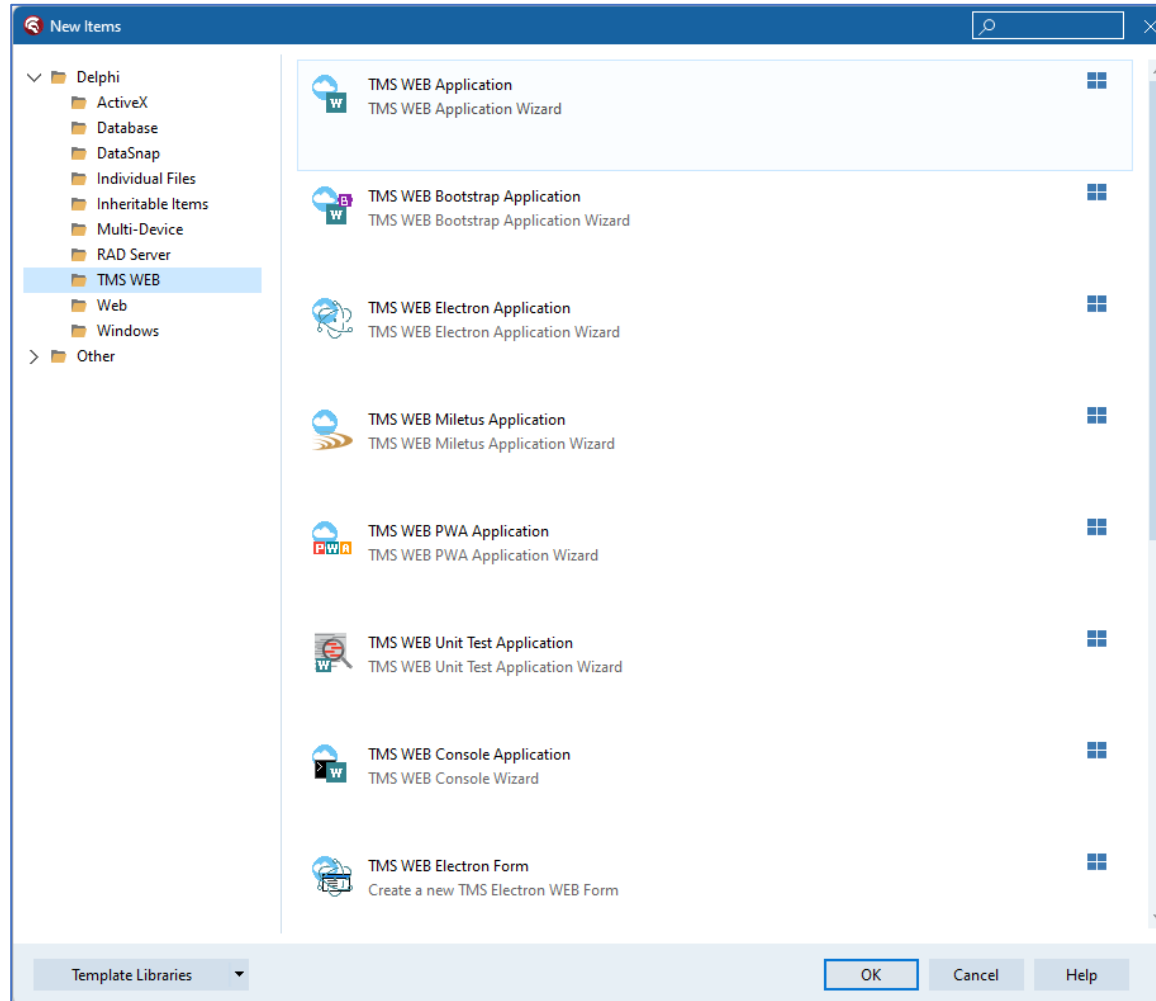 New Items
Delphi
ActiveX
Database
DataSnap
Individual Files
Inheritable Items
Multi-Device
RAD Server
TMS WEB
Web
Windows
Other
TMS WEB Application
TMS WEB Application Wizard
TMS WEB Bootstrap Application
TMS WEB Bootstrap Application Wizard
TMS WEB Electron Application
TMS WEB Electron Application Wizard
TMS WEB Miletus Application
TMS WEB Miletus Application Wizard
TMS WEB PWA Application
TMS WEB PWA Application Wizard
TMS WEB Unit Test Application
TMS WEB Unit Test Application Wizard
TMS WEB Console Application
TMS WEB Console Wizard
TMS WEB Electron Form
Create a new TMS Electron WEB Form
Template Libraries
OK
Cancel
Help